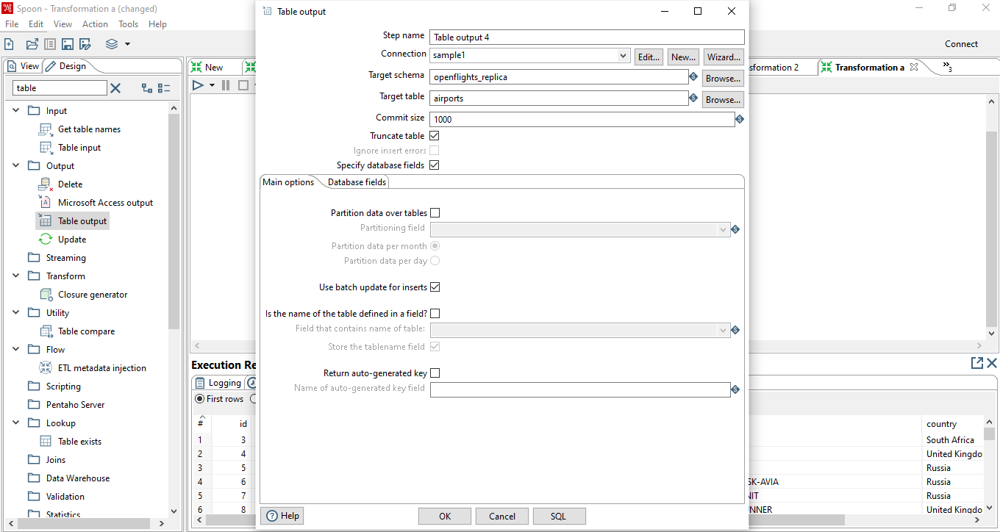 Spoon - Transformation a (changed)
File Edit View Action Tools Help
Connect
View Design
table
Input
Get table names
Table input
Output
Delete
Microsoft Access output
Table output
Update
Streaming
Transform
Closure generator
Utility
Table compare
Flow
ETL metadata injection
Scripting
Pentaho Server
Lookup
Table exists
Joins
Data Warehouse
Validation
Statistics
New
sformation 2
Transformation a
3
Table output
Step name Table output 4
Connection sample1 Edit... New... Wizard...
Target schema openflights_replica Browse...
Target table airports Browse...
Commit size 1000
Truncate table
Ignore insert errors
Specify database fields
Main options Database fields
Partition data over tables
Partitioning field
Partition data per month
Partition data per day
Use batch update for inserts
Is the name of the table defined in a field?
Field that contains name of table:
Store the tablename field
Return auto-generated key
Name of auto-generated key field
Help OK Cancel SQL
Execution Re
Logging
First rows
# id country
1 3 South Africa
2 4 United Kingdo
3 5 Russia
4 6 SK-AVIA Russia
5 7 NIT Russia
6 8 NNER United Kingdo